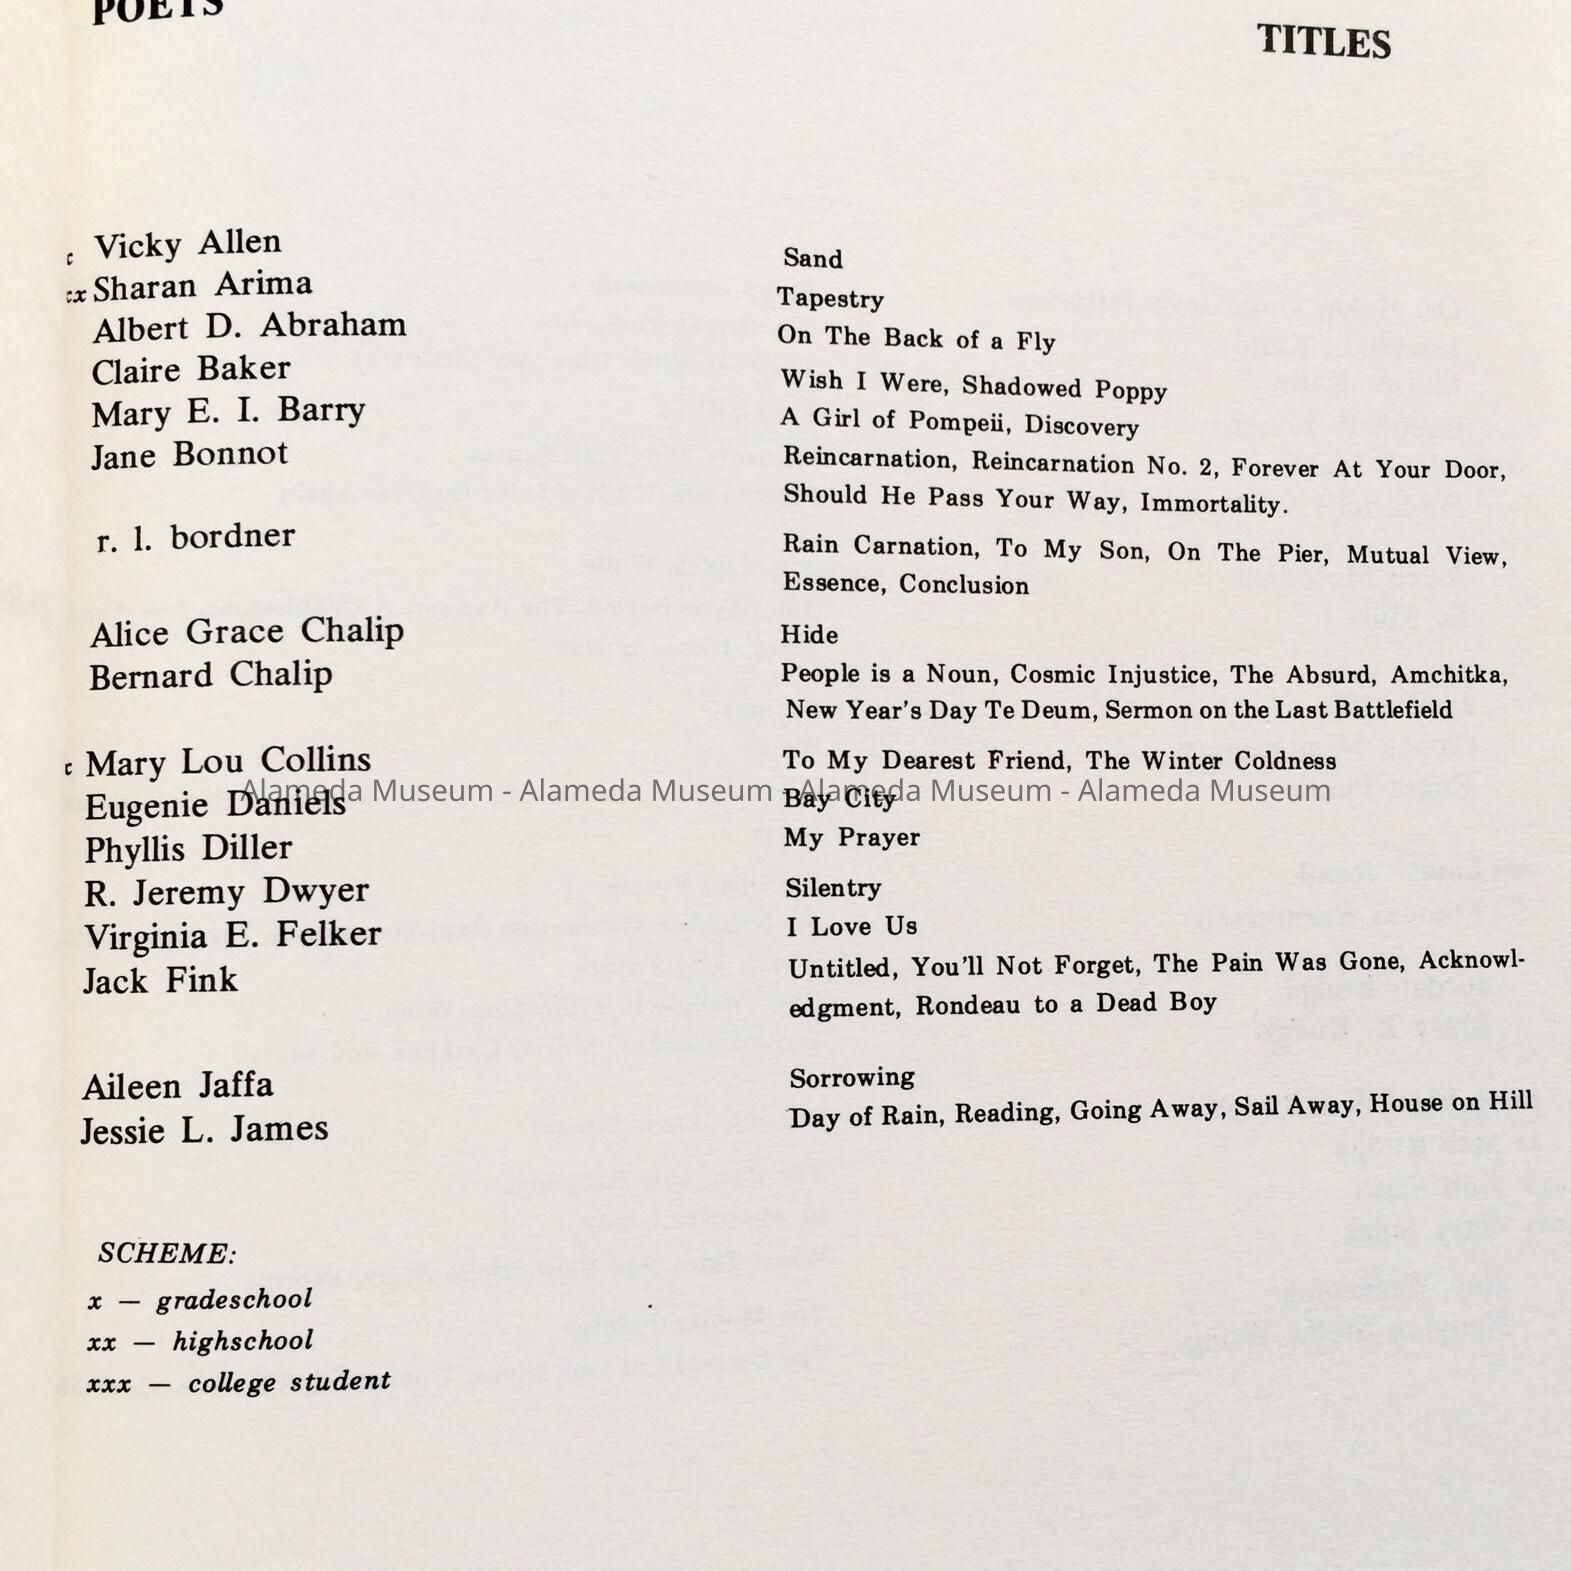 POETS
TITLES
Vicky Allen Sand
x Sharan Arima Tapestry
Albert D. Abraham On The Back of a Fly
Claire Baker Wish I Were, Shadowed Poppy
Mary E. I. Barry A Girl of Pompeii, Discovery
Jane Bonnot Reincarnation, Reincarnation No. 2, Forever At Your Door,
Should He Pass Your Way, Immortality.
r. l. bordner Rain Carnation, To My Son, On The Pier, Mutual View,
Essence, Conclusion
Alice Grace Chalip Hide
Bernard Chalip People is a Noun, Cosmic Injustice, The Absurd, Amchitka,
New Year's Day Te Deum, Sermon on the Last Battlefield
Mary Lou Collins To My Dearest Friend, The Winter Coldness
Alameda Museum - Alameda Museum - Alameda Museum - Alameda Museum
Eugenie Daniels Bay City
Phyllis Diller My Prayer
R. Jeremy Dwyer Silentry
Virginia E. Felker I Love Us
Jack Fink Untitled, You'll Not Forget, The Pain Was Gone, Acknowl-
edgment, Rondeau to a Dead Boy
Aileen Jaffa Sorrowing
Jessie L. James Day of Rain, Reading, Going Away, Sail Away, House on Hill
SCHEME:
x — gradeschool
xx — highschool
xxx — college student